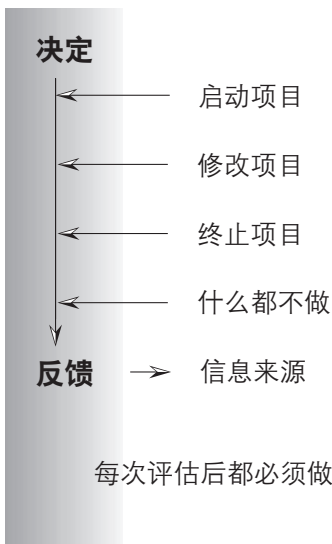 决定
启动项目
修改项目
终止项目
什么都不做
反馈
信息来源
每次评估后都必须做